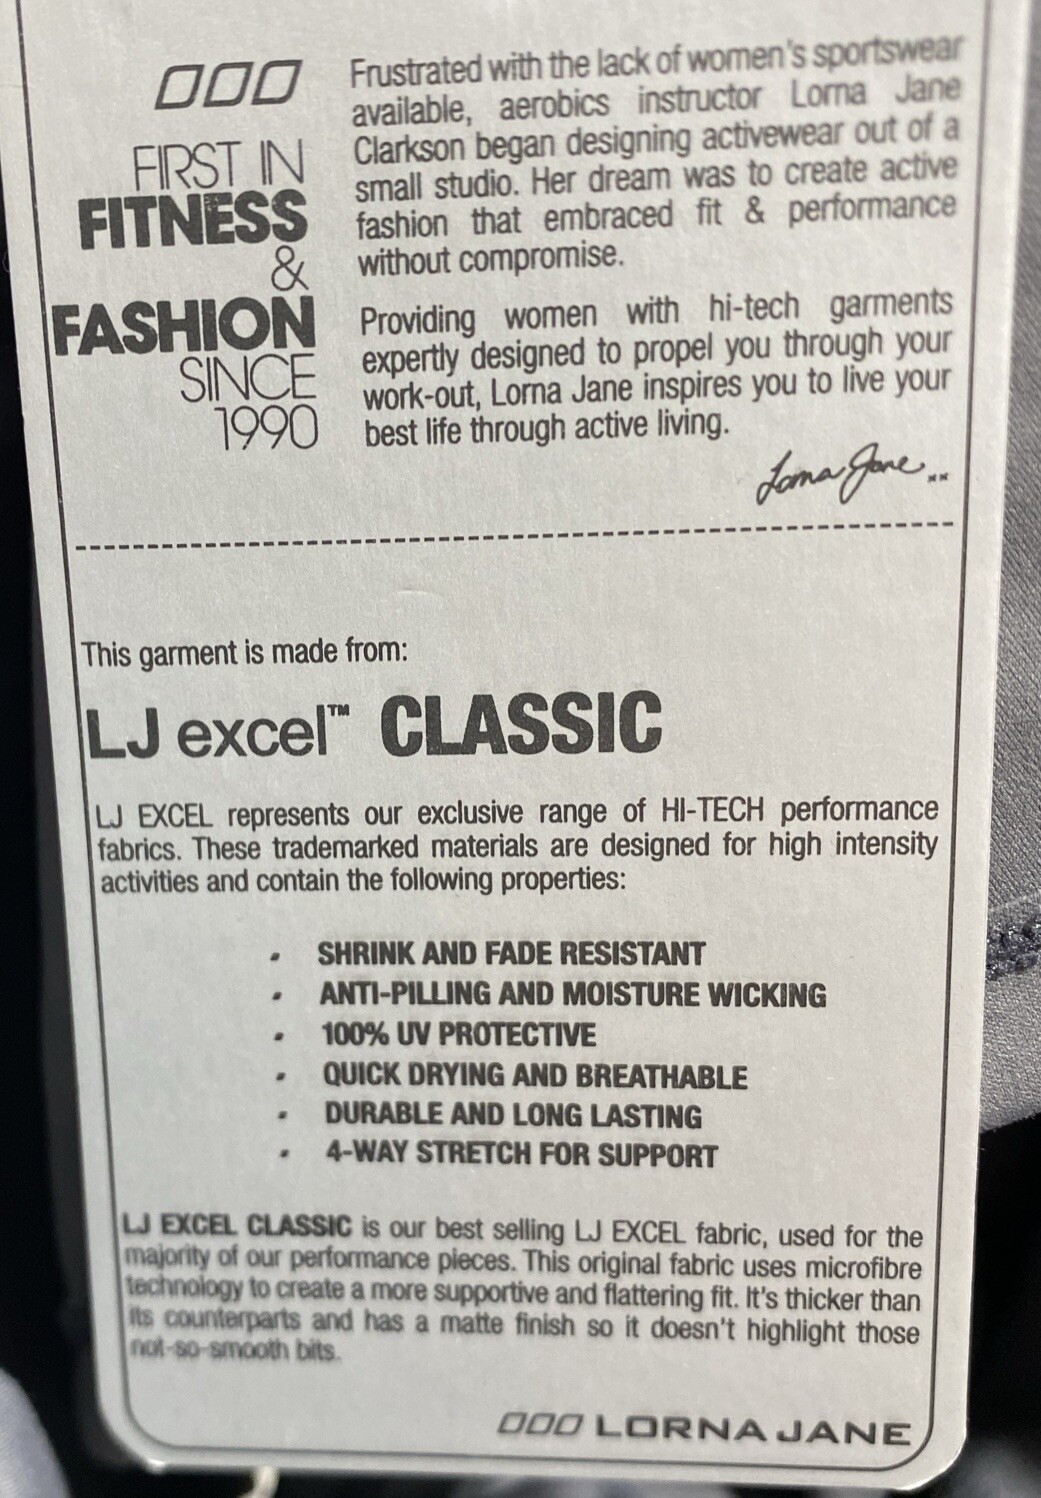 FIRST IN
FITNESS
&
FASHION
SINCE
1990
Frustrated with the lack of women's sportswear
available, aerobics instructor Lorna Jane
Clarkson began designing activewear out of a
small studio. Her dream was to create active
fashion that embraced fit & performance
without compromise.
Providing women with hi-tech garments
expertly designed to propel you through your
work-out, Lorna Jane inspires you to live your
best life through active living.
Lorna Jane.. xx
This garment is made from:
LJ excel™ CLASSIC
LJ EXCEL represents our exclusive range of HI-TECH performance
fabrics. These trademarked materials are designed for high intensity
activities and contain the following properties:
• SHRINK AND FADE RESISTANT
• ANTI-PILLING AND MOISTURE WICKING
• 100% UV PROTECTIVE
• QUICK DRYING AND BREATHABLE
• DURABLE AND LONG LASTING
• 4-WAY STRETCH FOR SUPPORT
LJ EXCEL CLASSIC is our best selling LJ EXCEL fabric, used for the
majority of our performance pieces. This original fabric uses microfibre
technology to create a more supportive and flattering fit. It's thicker than
its counterparts and has a matte finish so it doesn't highlight those
not-so-smooth bits.
LORNA JANE